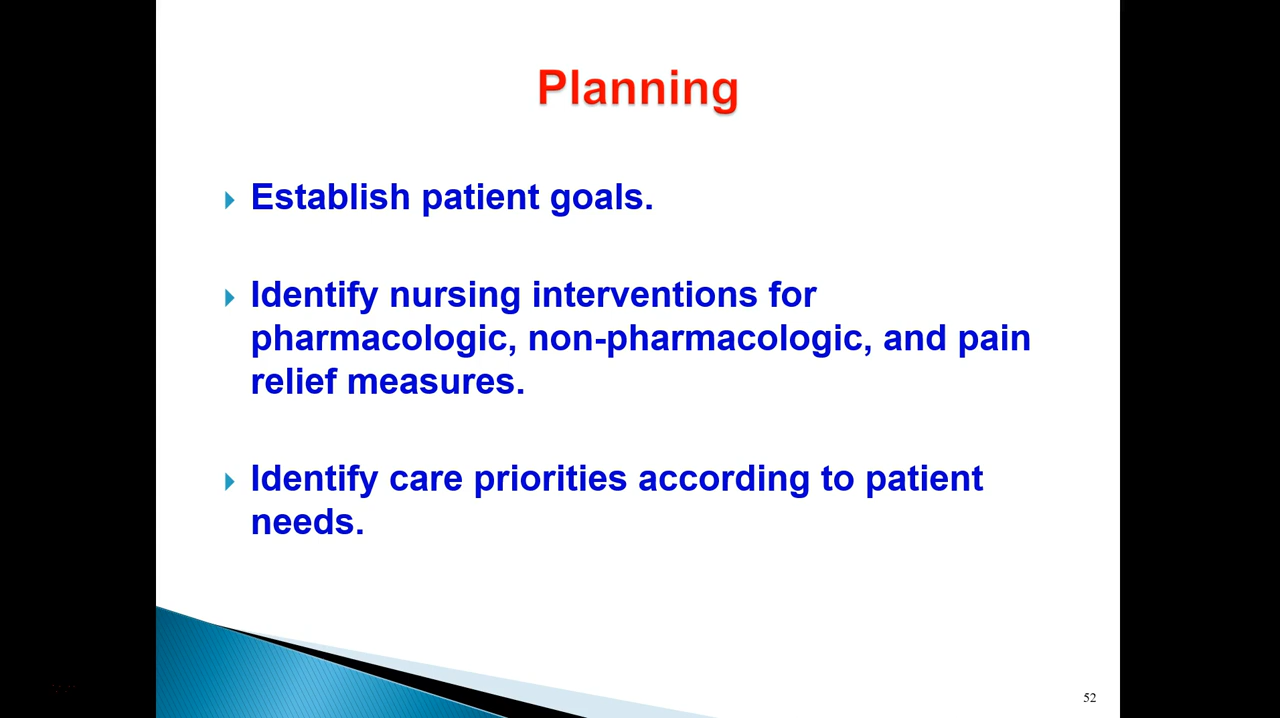 Planning
Establish patient goals.
Identify nursing interventions for
pharmacologic, non-pharmacologic, and pain
relief measures.
Identify care priorities according to patient
needs.
52